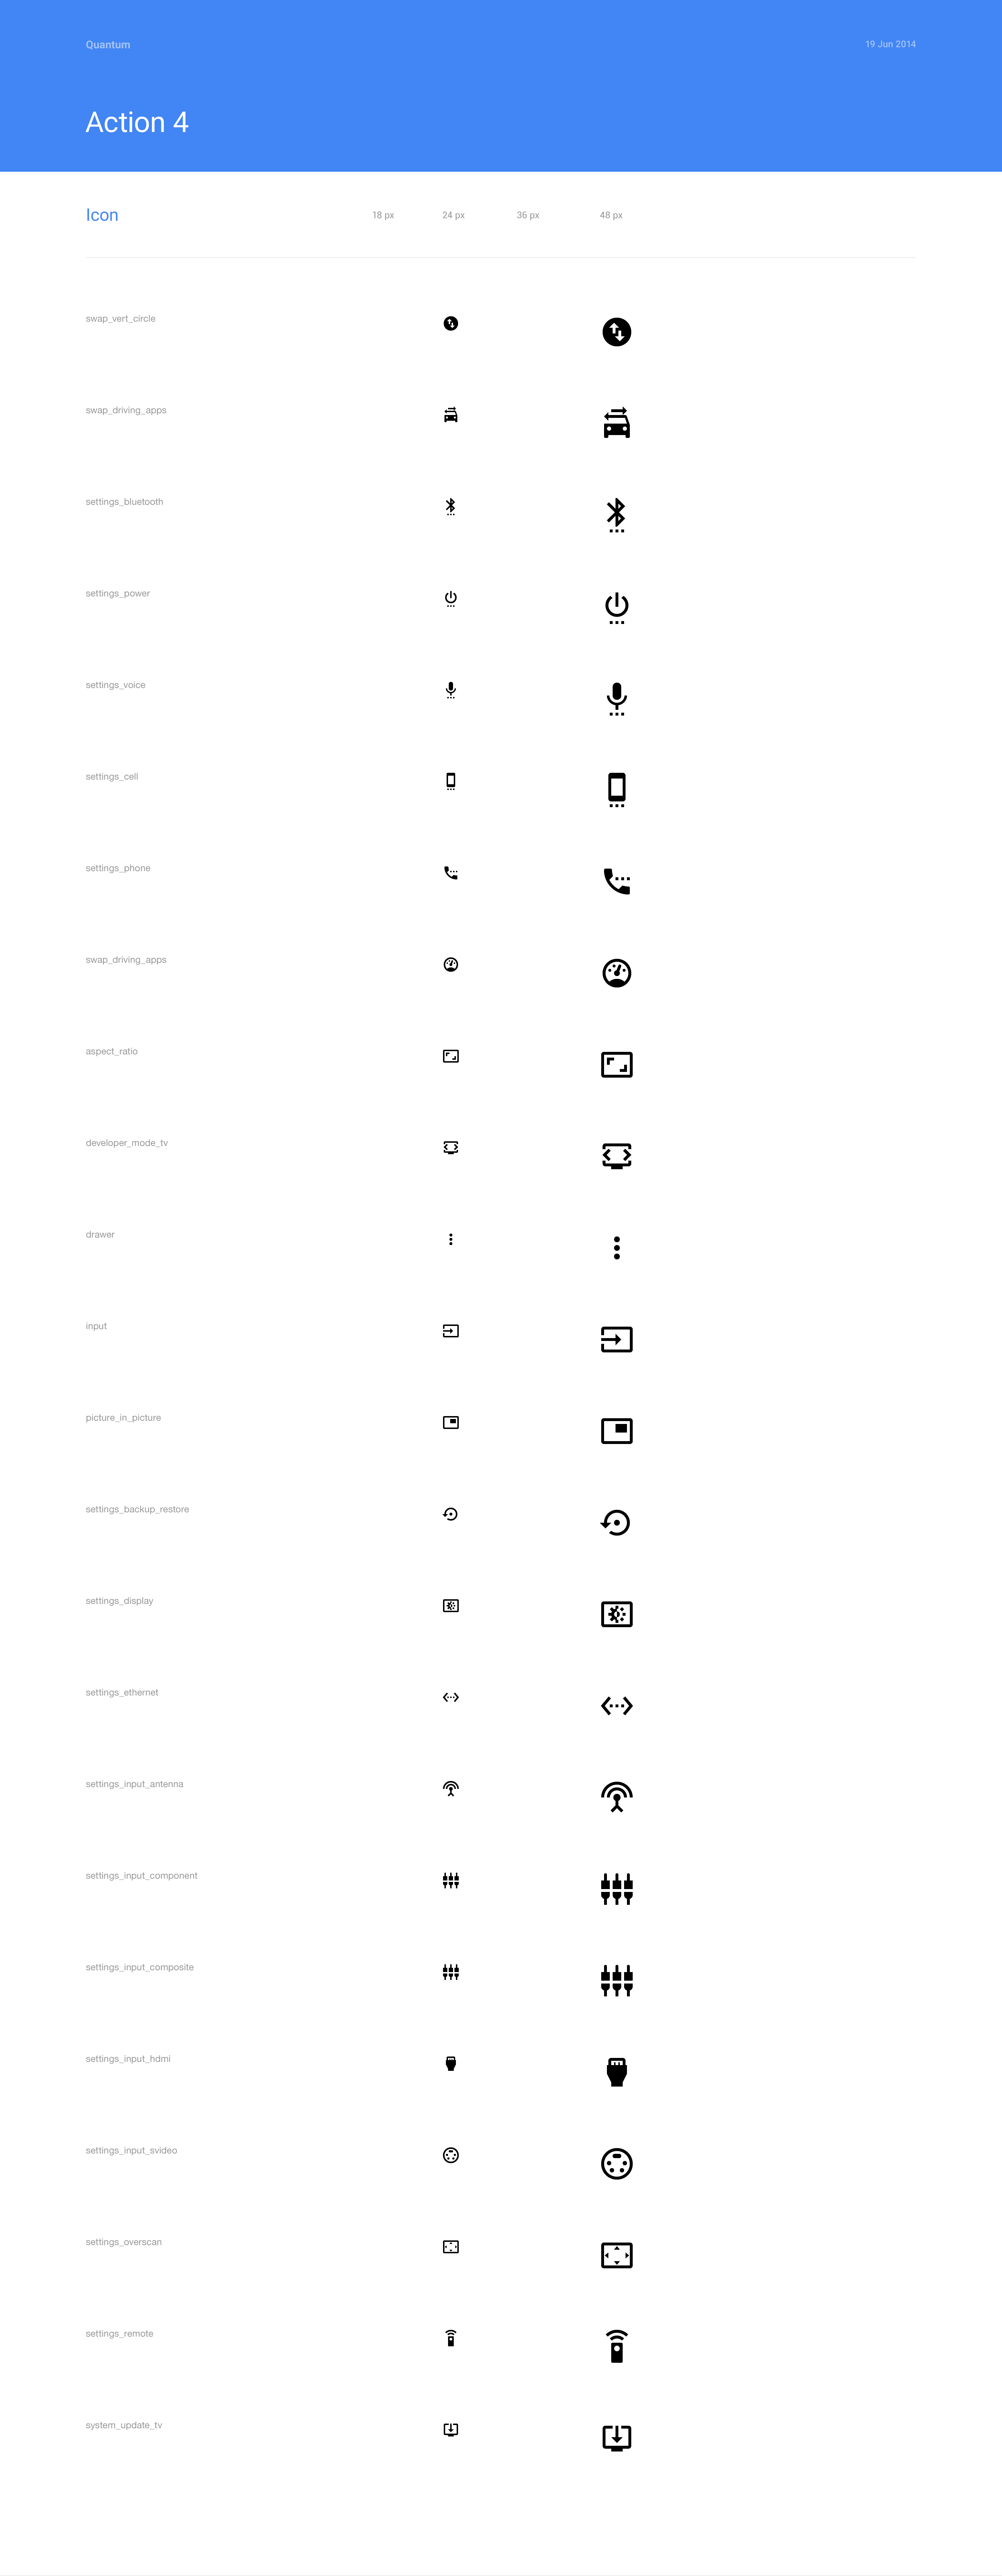 Quantum 19 Jun 2014
Action 4
Icon 18 px 24 px 36 px 48 px
swap_vert_circle
swap_driving_apps
settings_bluetooth
settings_power
settings_voice
settings_cell
settings_phone
swap_driving_apps
aspect_ratio
developer_mode_tv
drawer
input
picture_in_picture
settings_backup_restore
settings_display
settings_ethernet
settings_input_antenna
settings_input_component
settings_input_composite
settings_input_hdmi
settings_input_svideo
settings_overscan
settings_remote
system_update_tv